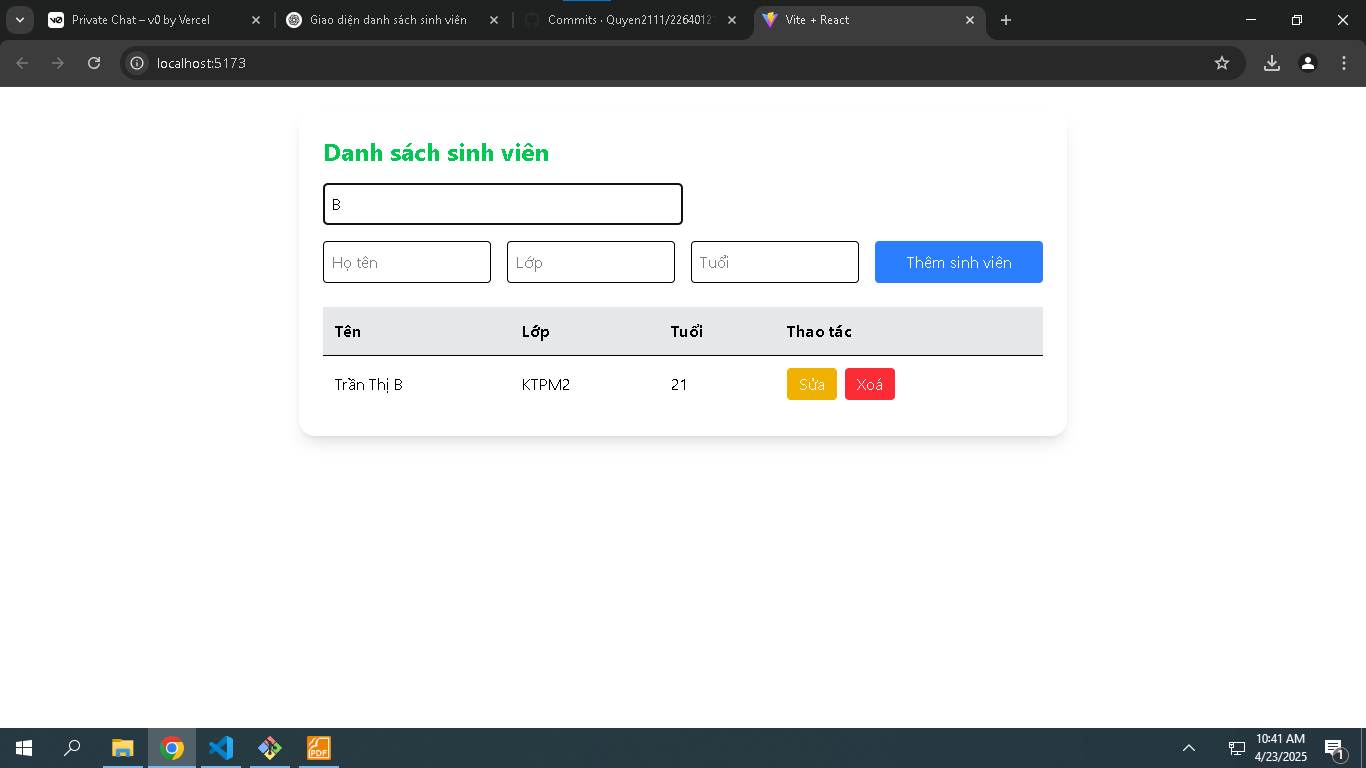 Private Chat – v0 by Vercel
Giao diện danh sách sinh viên
Commits · Quyen2111/2264012
Vite + React
localhost:5173
Danh sách sinh viên
B
Họ tên Lớp Tuổi Thêm sinh viên
Tên Lớp Tuổi Thao tác
Trần Thị B KTPM2 21 Sửa Xoá
PDF
10:41 AM
4/23/2025
1